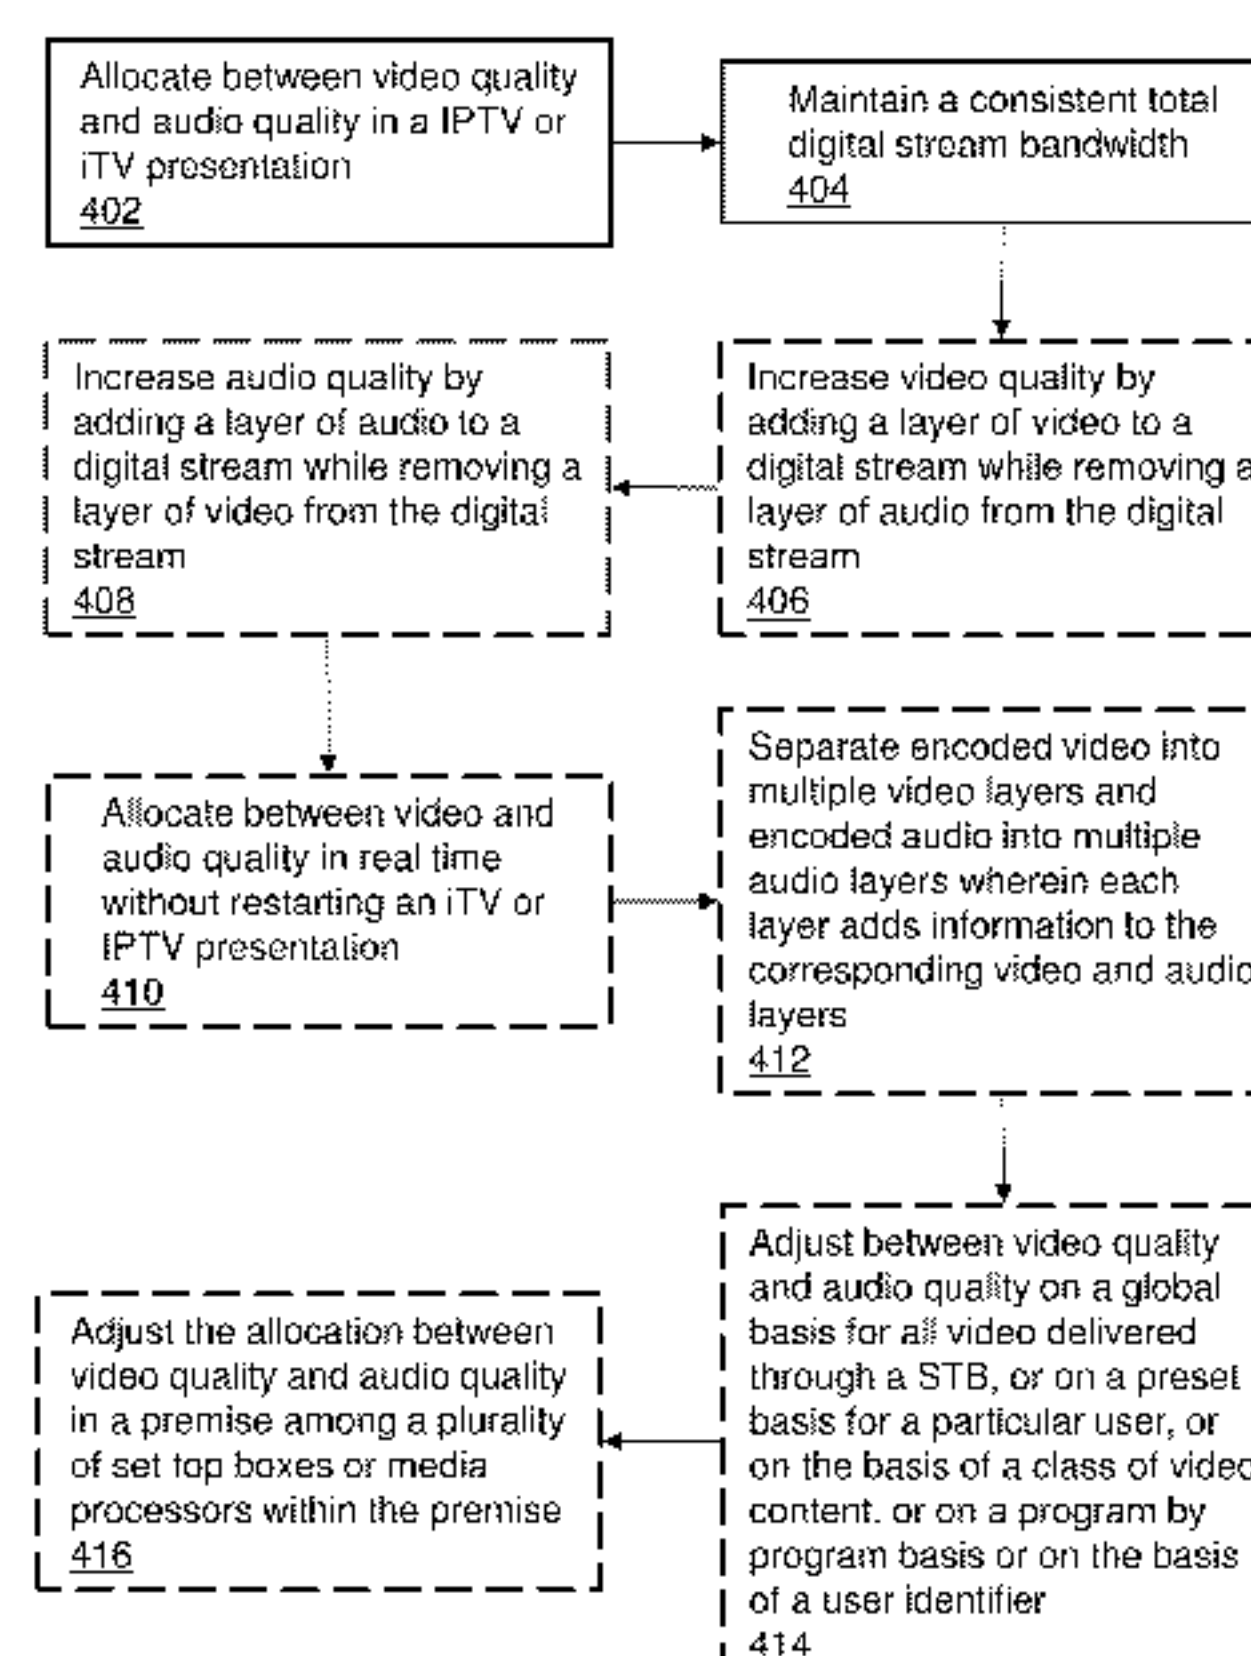 Allocate between video quality
and audio quality in a IPTV or
iTV presentation
402
Maintain a consistent total
digital stream bandwidth
404
Increase video quality by
adding a layer of video to a
digital stream while removing a
layer of audio from the digital
stream
406
Increase audio quality by
adding a layer of audio to a
digital stream while removing a
layer of video from the digital
stream
408
Allocate between video and
audio quality in real time
without restarting an iTV or
IPTV presentation
410
Separate encoded video into
multiple video layers and
encoded audio into multiple
audio layers wherein each
layer adds information to the
corresponding video and audio
layers
412
Adjust between video quality
and audio quality on a global
basis for all video delivered
through a STB, or on a preset
basis for a particular user, or
on the basis of a class of video
content. or on a program by
program basis or on the basis
of a user identifier
414
Adjust the allocation between
video quality and audio quality
in a premise among a plurality
of set top boxes or media
processors within the premise
416